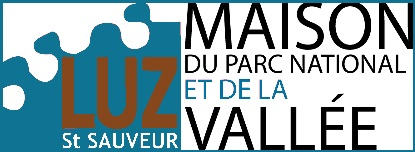 LUZ
St SAUVEUR
MAISON
DU PARC NATIONAL
ET DE LA
VALLÉE